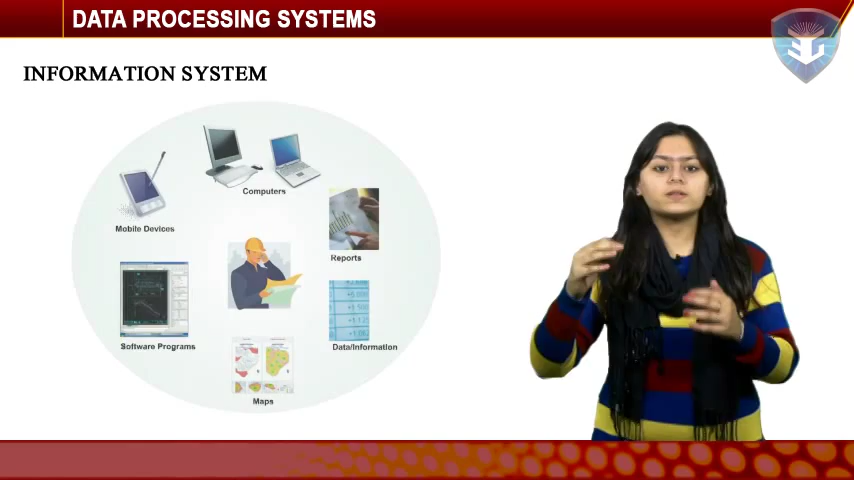 DATA PROCESSING SYSTEMS
INFORMATION SYSTEM
Computers
Mobile Devices
Reports
Software Programs
Data/Information
Maps